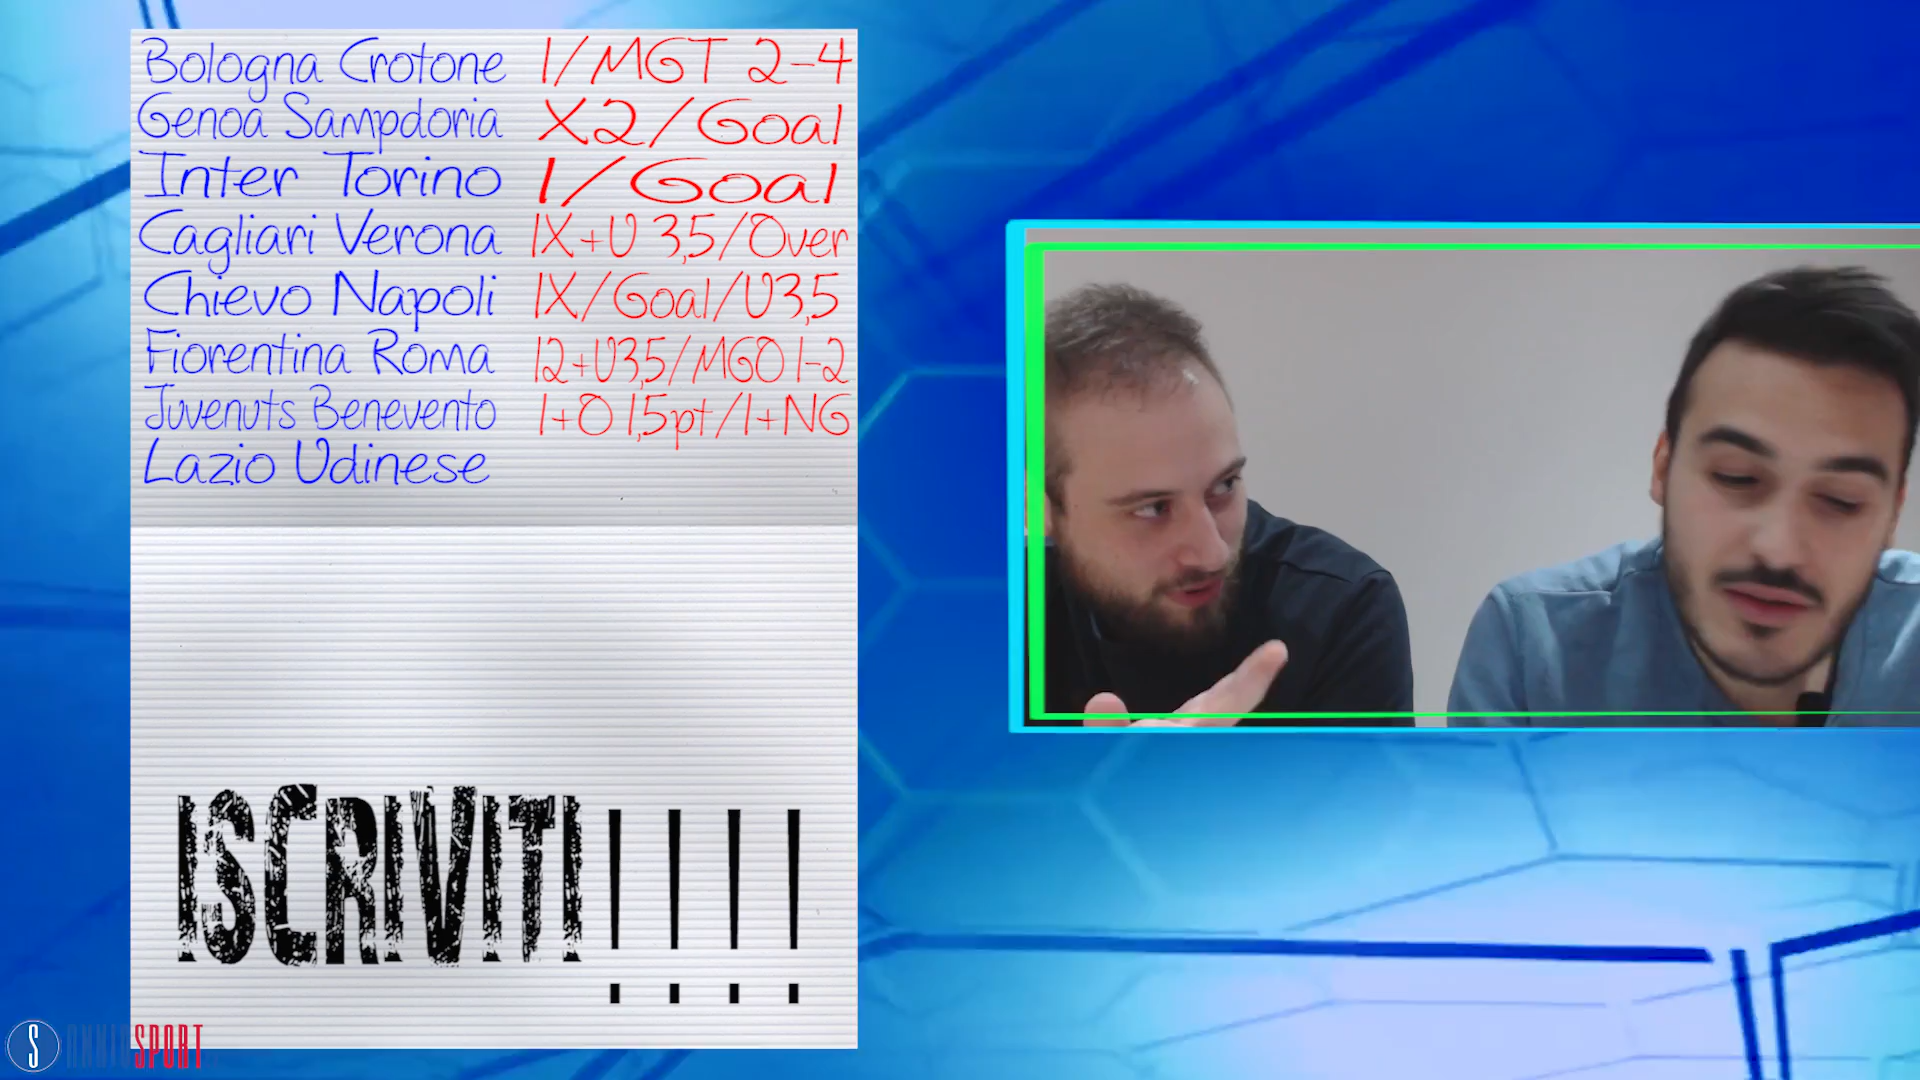 Bologna Crotone 1/MGT 2-4
Genoa Sampdoria X2/Goal
Inter Torino 1/Goal
Cagliari Verona 1X+U 3,5/Over
Chievo Napoli 1X/Goal/U3,5
Fiorentina Roma 12+U3,5/MGO 1-2
Juvenuts Benevento 1+O 1,5pt/1+NG
Lazio Udinese
ISCRIVITI!!!!
S SPORT